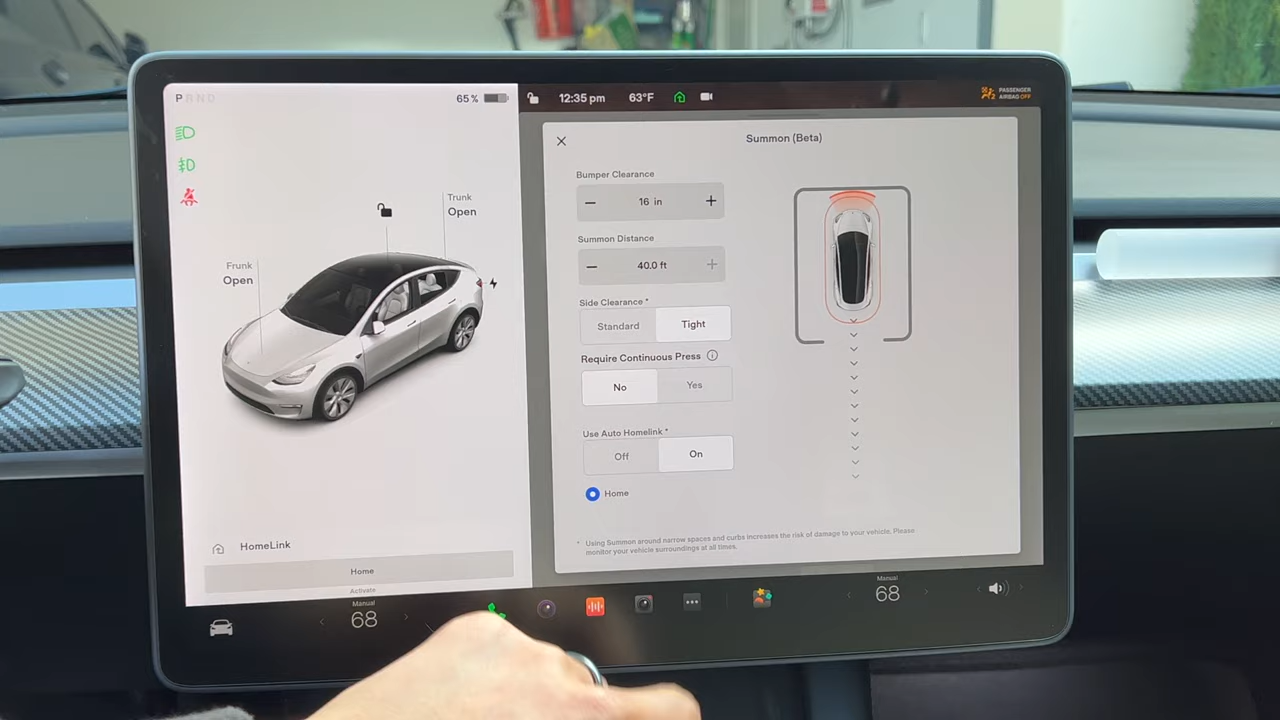 P R N D
65 %
12:35 pm
63°F
PASSENGER
AIRBAG OFF
Trunk
Open
Frunk
Open
HomeLink
Home
Activate
Summon (Beta)
Bumper Clearance
— 16 in +
Summon Distance
— 40.0 ft +
Side Clearance *
Standard Tight
Require Continuous Press
No Yes
Use Auto Homelink *
Off On
Home
* Using Summon around narrow spaces and curbs increases the risk of damage to your vehicle. Please
monitor your vehicle surroundings at all times.
Manual
68
Manual
68